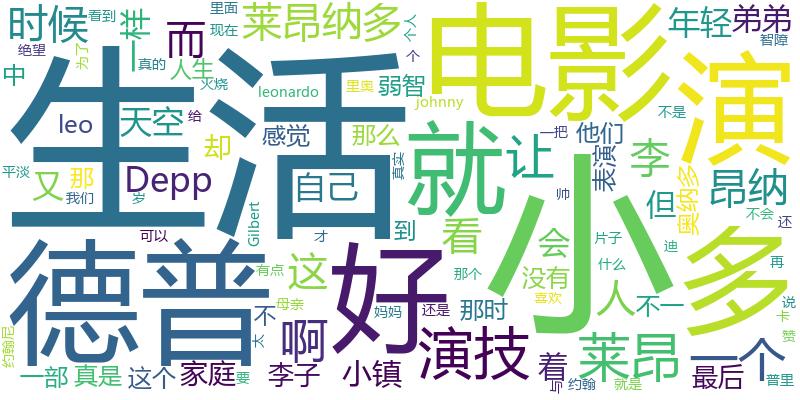 里面
时候
现在
绝望
中
一样
为了
真的
人生
而
莱昂纳多
里奥
火烧
leonardo
弱智
个人
个
johnny
电影
年轻
弟弟
智障
演
leo
天空
给
却
感觉
那么
让
一把
不是
他们
李
表演
平淡
又
那
我们
岁
Depp
自己
就
真实
生活
小
帅
但
奥纳多
昂纳
不会
还
可以
Gilbert
才
到
看
会
没有
片子
什么
迪
人
不一
多
再
德普
有点
这
不
母亲
太
啊
好
妈妈
那个
还是
那时
喜欢
说
卡
赞
约翰尼
一部
真是
这个
家庭
要
李子
小镇
演技
着
与
约翰
莱昂
就是
一个
最后
普里
看到